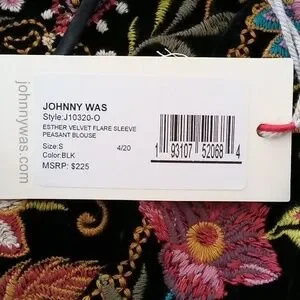 johnnywas.com
JOHNNY WAS
Style:J10320-O
ESTHER VELVET FLARE SLEEVE
PEASANT BLOUSE
Size:S 4/20
Color:BLK
MSRP: $225
1 93107 52068 4